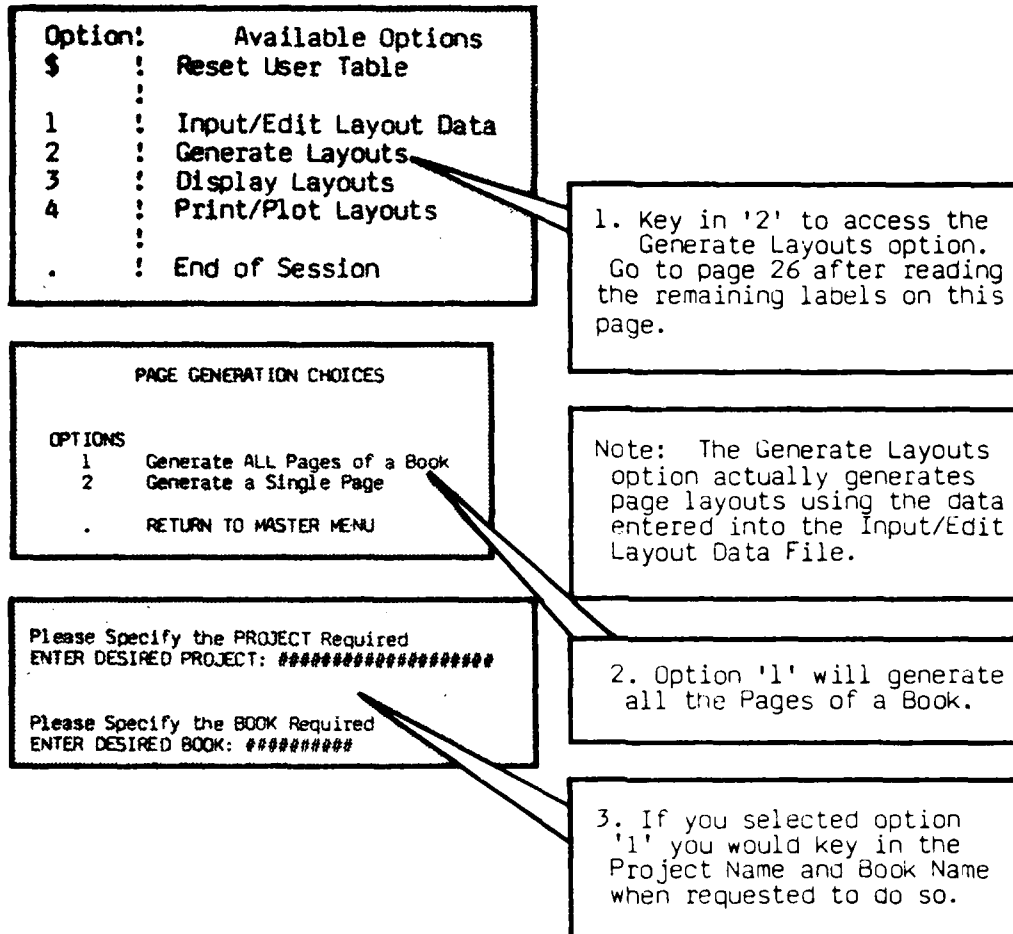 Option! Available Options
$ ! Reset User Table
!
1 ! Input/Edit Layout Data
2 ! Generate Layouts
3 ! Display Layouts
4 ! Print/Plot Layouts
!
. ! End of Session
1. Key in '2' to access the
Generate Layouts option.
Go to page 26 after reading
the remaining labels on this
page.
PAGE GENERATION CHOICES
OPTIONS
1 Generate ALL Pages of a Book
2 Generate a Single Page
. RETURN TO MASTER MENU
Note: The Generate Layouts
option actually generates
page layouts using the data
entered into the Input/Edit
Layout Data File.
2. Option '1' will generate
all the Pages of a Book.
Please Specify the PROJECT Required
ENTER DESIRED PROJECT: ####################
Please Specify the BOOK Required
ENTER DESIRED BOOK: ##########
3. If you selected option
'1' you would key in the
Project Name and Book Name
when requested to do so.